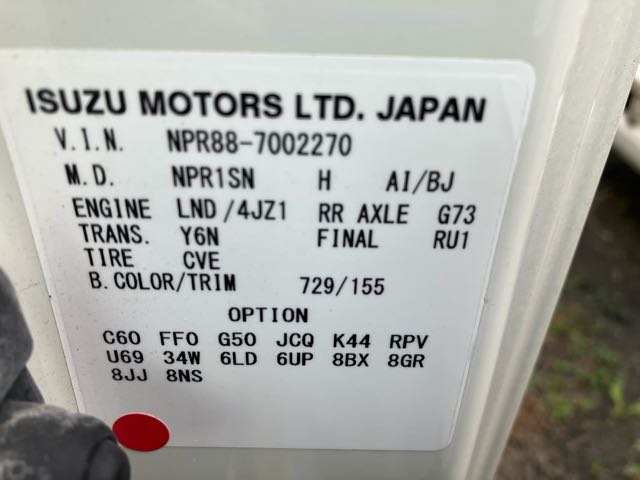 ISUZU MOTORS LTD. JAPAN
V.I.N. NPR88-7002270
M.D. NPR1SN H AI/BJ
ENGINE LND/4JZ1 RR AXLE G73
TRANS. Y6N FINAL RU1
TIRE CVE
B.COLOR/TRIM 729/155
OPTION
C60 FF0 G50 JCQ K44 RPV
U69 34W 6LD 6UP 8BX 8GR
8JJ 8NS